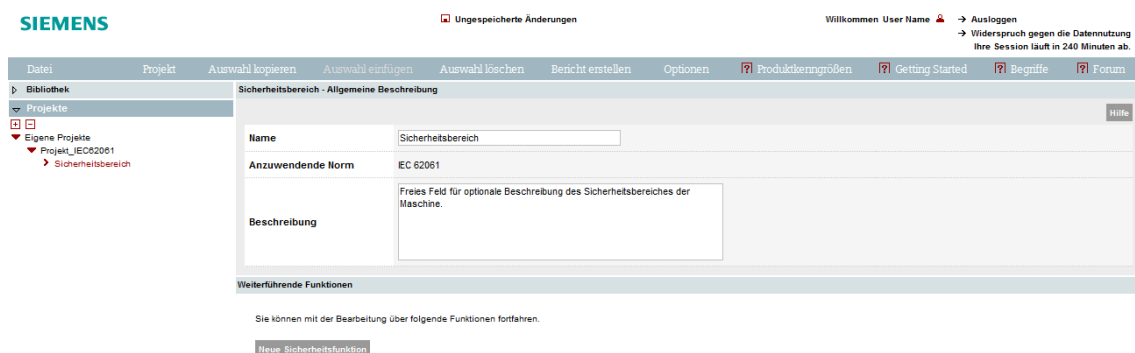 SIEMENS
Ungespeicherte Änderungen
Willkommen User Name
→ Ausloggen
→ Widerspruch gegen die Datennutzung
Ihre Session läuft in 240 Minuten ab.
Datei Projekt Auswahl kopieren Auswahl einfügen Auswahl löschen Bericht erstellen Optionen ? Produktkenngrößen ? Getting Started ? Begriffe ? Forum
Bibliothek
Projekte
Eigene Projekte
Projekt_IEC62061
Sicherheitsbereich
Sicherheitsbereich - Allgemeine Beschreibung
Hilfe
Name Sicherheitsbereich
Anzuwendende Norm IEC 62061
Beschreibung
Freies Feld für optionale Beschreibung des Sicherheitsbereiches der
Maschine.
Weiterführende Funktionen
Sie können mit der Bearbeitung über folgende Funktionen fortfahren.
Neue Sicherheitsfunktion